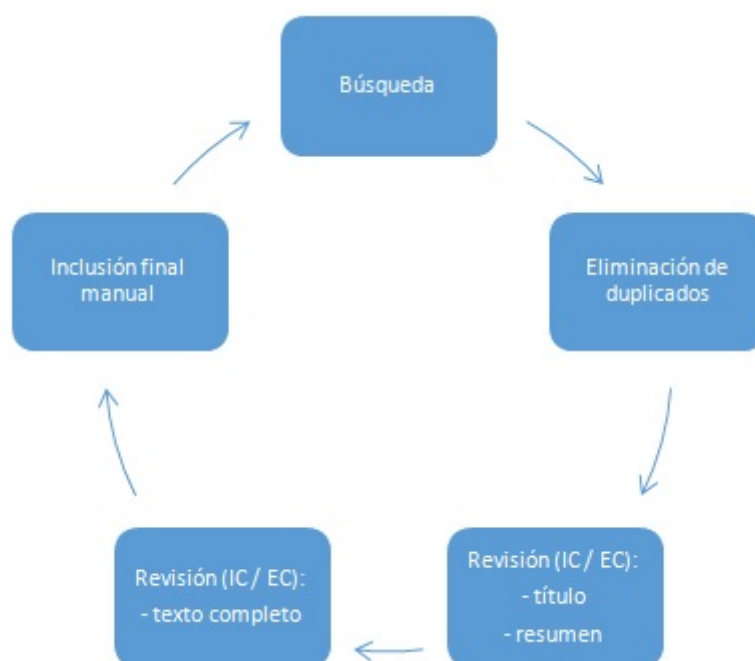 Búsqueda
Eliminación de
duplicados
Revisión (IC / EC):
- título
- resumen
Revisión (IC / EC):
- texto completo
Inclusión final
manual